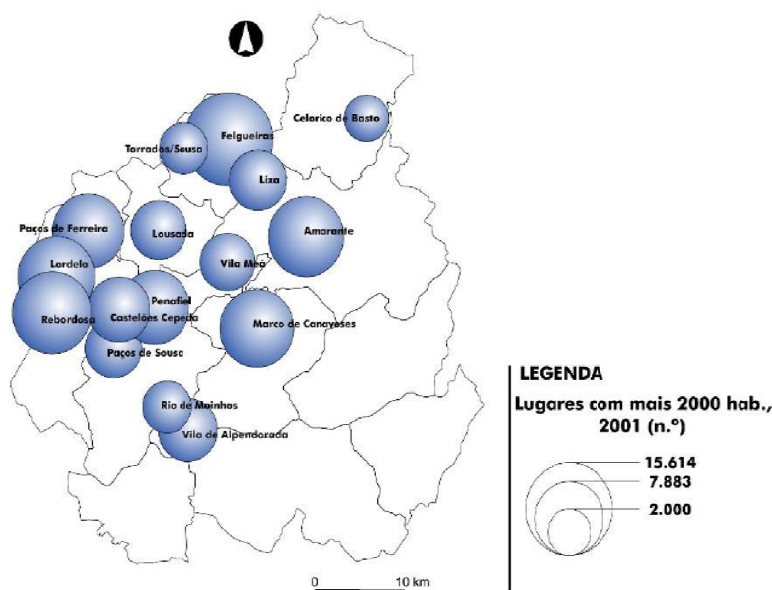 Celorico de Basto
Felgueiras
Torrados/Sousa
Lixa
Paços de Ferreira
Lousada
Amarante
Lordelo
Vila Meã
Penafiel
Rebordosa
Castelões Cepeda
Marco de Canaveses
Paços de Sousa
Rio de Moinhos
Vila de Alpendorada
LEGENDA
Lugares com mais 2000 hab.,
2001 (n.º)
15.614
7.883
2.000
0 10 km